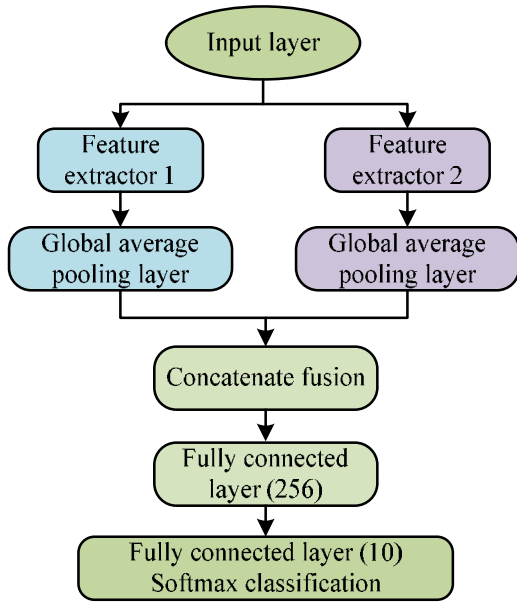 Input layer
Feature
extractor 1
Feature
extractor 2
Global average
pooling layer
Global average
pooling layer
Concatenate fusion
Fully connected
layer (256)
Fully connected layer (10)
Softmax classification